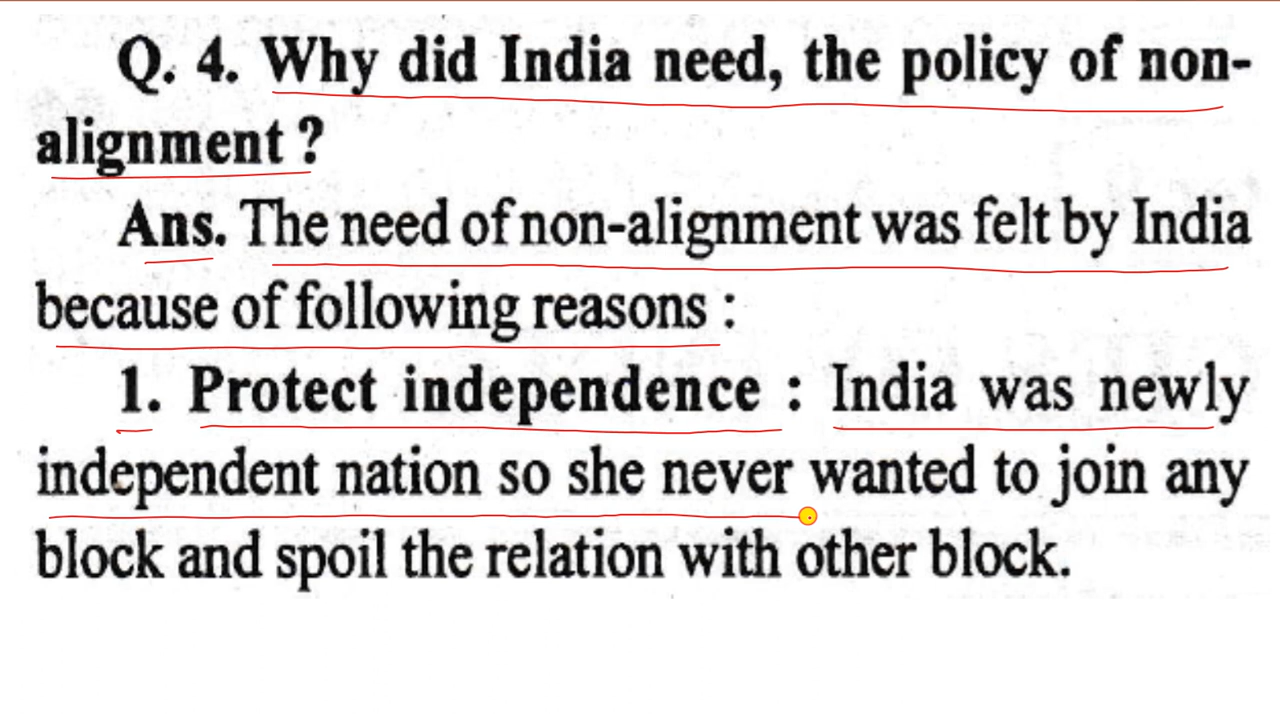 Q. 4. Why did India need, the policy of non-
alignment ?
Ans. The need of non-alignment was felt by India
because of following reasons :
1. Protect independence : India was newly
independent nation so she never wanted to join any
block and spoil the relation with other block.